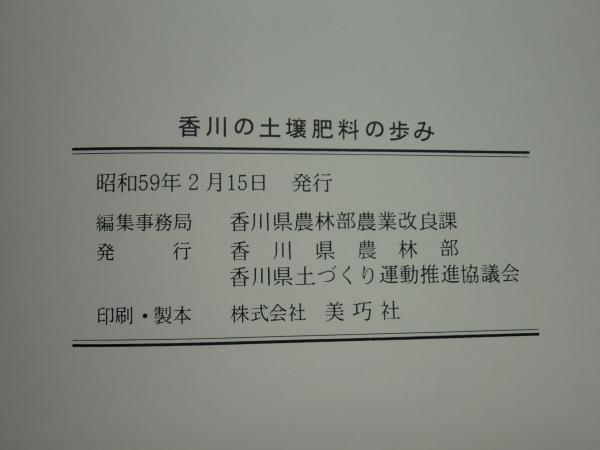 香川の土壌肥料の歩み
昭和59年2月15日 発行
編集事務局 香川県農林部農業改良課
発行 香川県農林部
香川県土づくり運動推進協議会
印刷・製本 株式会社 美巧社